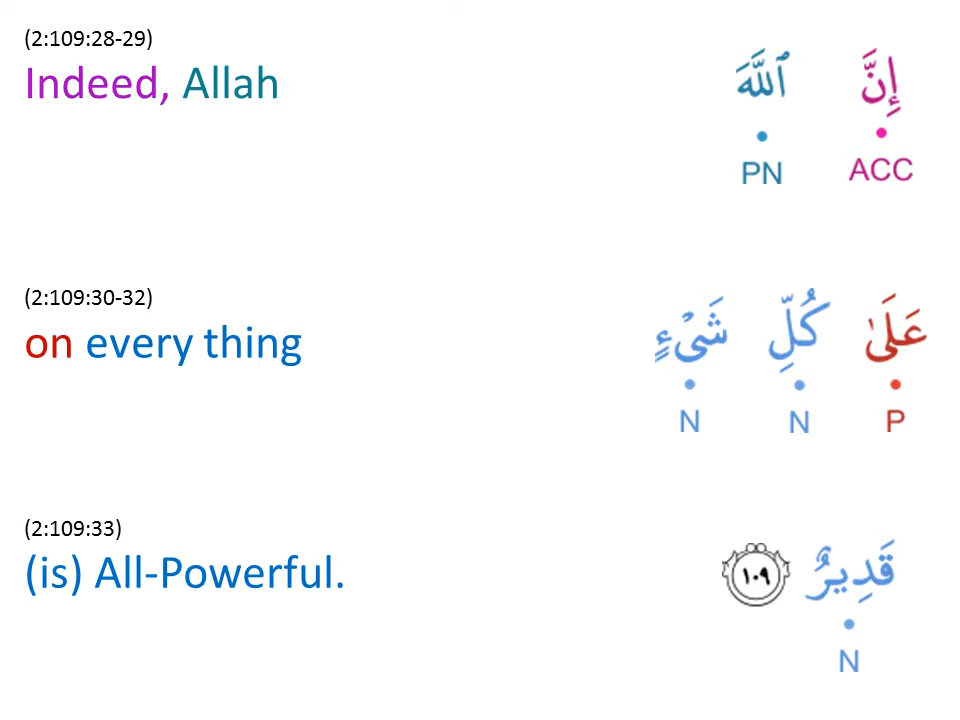 (2:109:28-29)
Indeed, Allah
إِنَّ ٱللَّهَ
ACC PN
(2:109:30-32)
on every thing
عَلَىٰ كُلِّ شَىْءٍ
P N N
(2:109:33)
(is) All-Powerful.
قَدِيرٌ ١٠٩
N